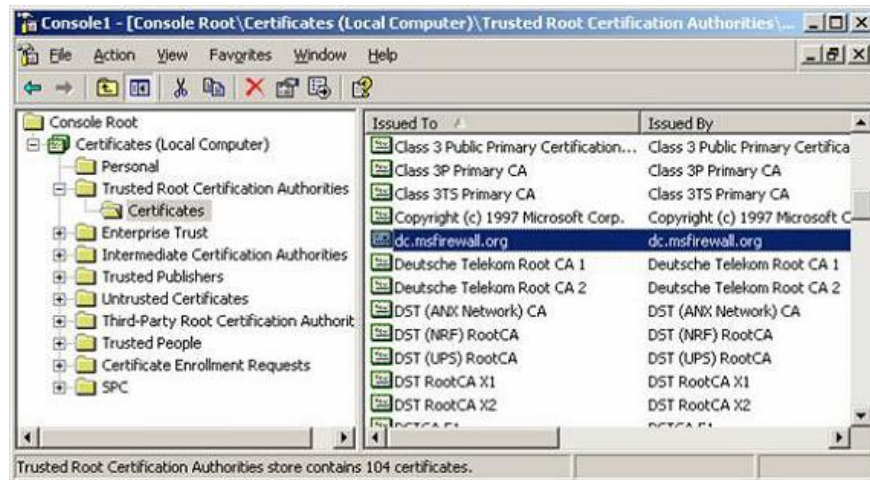 Console1 - [Console Root\Certificates (Local Computer)\Trusted Root Certification Authorities\...
File Action View Favorites Window Help
Console Root
Certificates (Local Computer)
Personal
Trusted Root Certification Authorities
Certificates
Enterprise Trust
Intermediate Certification Authorities
Trusted Publishers
Untrusted Certificates
Third-Party Root Certification Authorit
Trusted People
Certificate Enrollment Requests
SPC
Issued To Issued By
Class 3 Public Primary Certification... Class 3 Public Primary Certifica
Class 3P Primary CA Class 3P Primary CA
Class 3TS Primary CA Class 3TS Primary CA
Copyright (c) 1997 Microsoft Corp. Copyright (c) 1997 Microsoft C
dc.msfirewall.org dc.msfirewall.org
Deutsche Telekom Root CA 1 Deutsche Telekom Root CA 1
Deutsche Telekom Root CA 2 Deutsche Telekom Root CA 2
DST (ANX Network) CA DST (ANX Network) CA
DST (NRF) RootCA DST (NRF) RootCA
DST (UPS) RootCA DST (UPS) RootCA
DST RootCA X1 DST RootCA X1
DST RootCA X2 DST RootCA X2
Trusted Root Certification Authorities store contains 104 certificates.